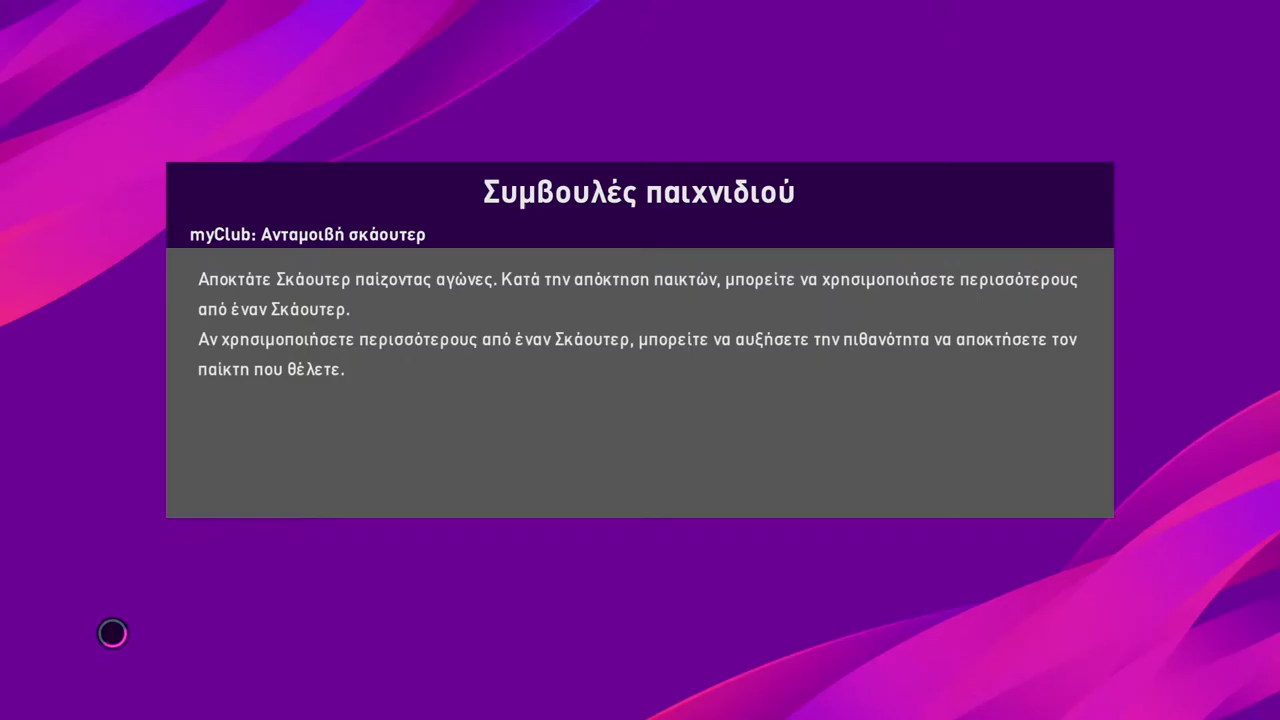 Συμβουλές παιχνιδιού
myClub: Ανταμοιβή σκάουτερ
Αποκτάτε Σκάουτερ παίζοντας αγώνες. Κατά την απόκτηση παικτών, μπορείτε να χρησιμοποιήσετε περισσότερους
από έναν Σκάουτερ.
Αν χρησιμοποιήσετε περισσότερους από έναν Σκάουτερ, μπορείτε να αυξήσετε την πιθανότητα να αποκτήσετε τον
παίκτη που θέλετε.